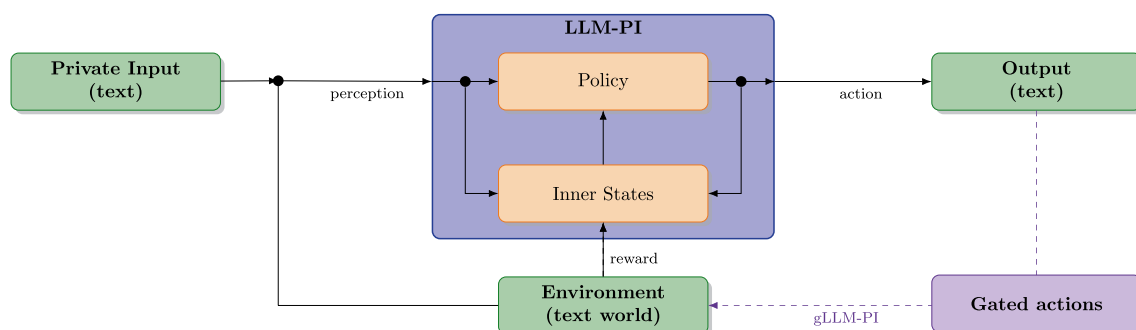 LLM-PI
Private Input
(text)
perception
Policy
action
Output
(text)
Inner States
reward
Environment
(text world)
gLLM-PI
Gated actions